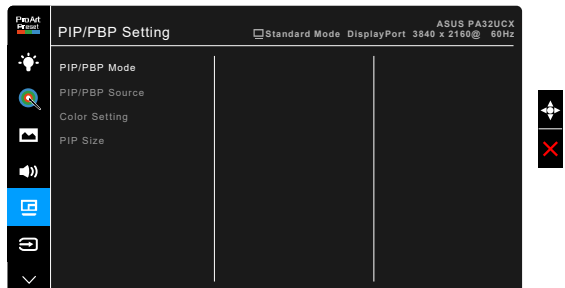 ProArt
Preset
PIP/PBP Setting
ASUS PA32UCX
Standard Mode DisplayPort 3840 x 2160@ 60Hz
PIP/PBP Mode
PIP/PBP Source
Color Setting
PIP Size